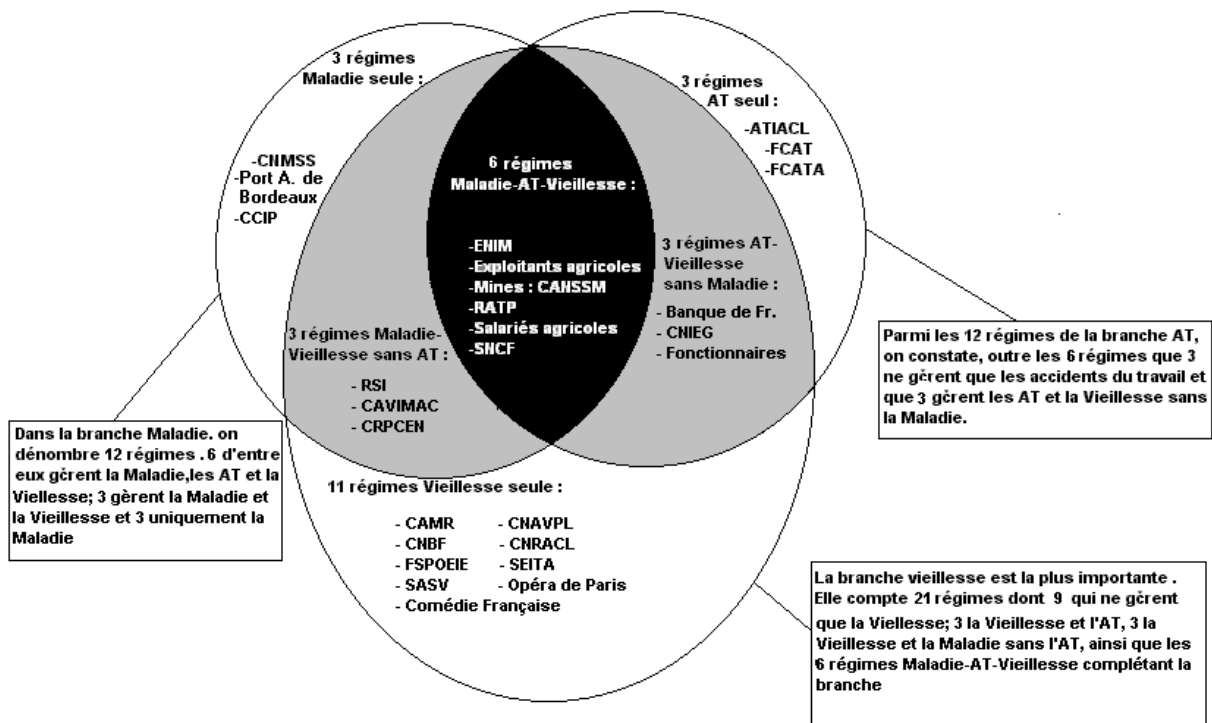 3 régimes
Maladie seule :
-CNMSS
-Port A. de
Bordeaux
-CCIP
3 régimes
AT seul :
-ATIACL
-FCAT
-FCATA
6 régimes
Maladie-AT-Vieillesse :
-ENIM
-Exploitants agricoles
-Mines : CANSSM
-RATP
-Salariés agricoles
-SNCF
3 régimes AT-
Vieillesse
sans Maladie :
- Banque de Fr.
- CNIEG
- Fonctionnaires
3 régimes Maladie-
Vieillesse sans AT :
- RSI
- CAVIMAC
- CRPCEN
11 régimes Vieillesse seule :
- CAMR - CNAVPL
- CNBF - CNRACL
- FSPOEIE - SEITA
- SASV - Opéra de Paris
- Comédie Française
Parmi les 12 régimes de la branche AT,
on constate, outre les 6 régimes que 3
ne gčrent que les accidents du travail et
que 3 gčrent les AT et la Vieillesse sans
la Maladie.
Dans la branche Maladie. on
dénombre 12 régimes . 6 d'entre
eux gčrent la Maladie,les AT et la
Viellesse; 3 gèrent la Maladie et
la Vieillesse et 3 uniquement la
Maladie
La branche vieillesse est la plus importante .
Elle compte 21 régimes dont 9 qui ne gčrent
que la Viellesse; 3 la Vieillesse et l'AT, 3 la
Vieillesse et la Maladie sans l'AT, ainsi que les
6 régimes Maladie-AT-Vieillesse complétant la
branche